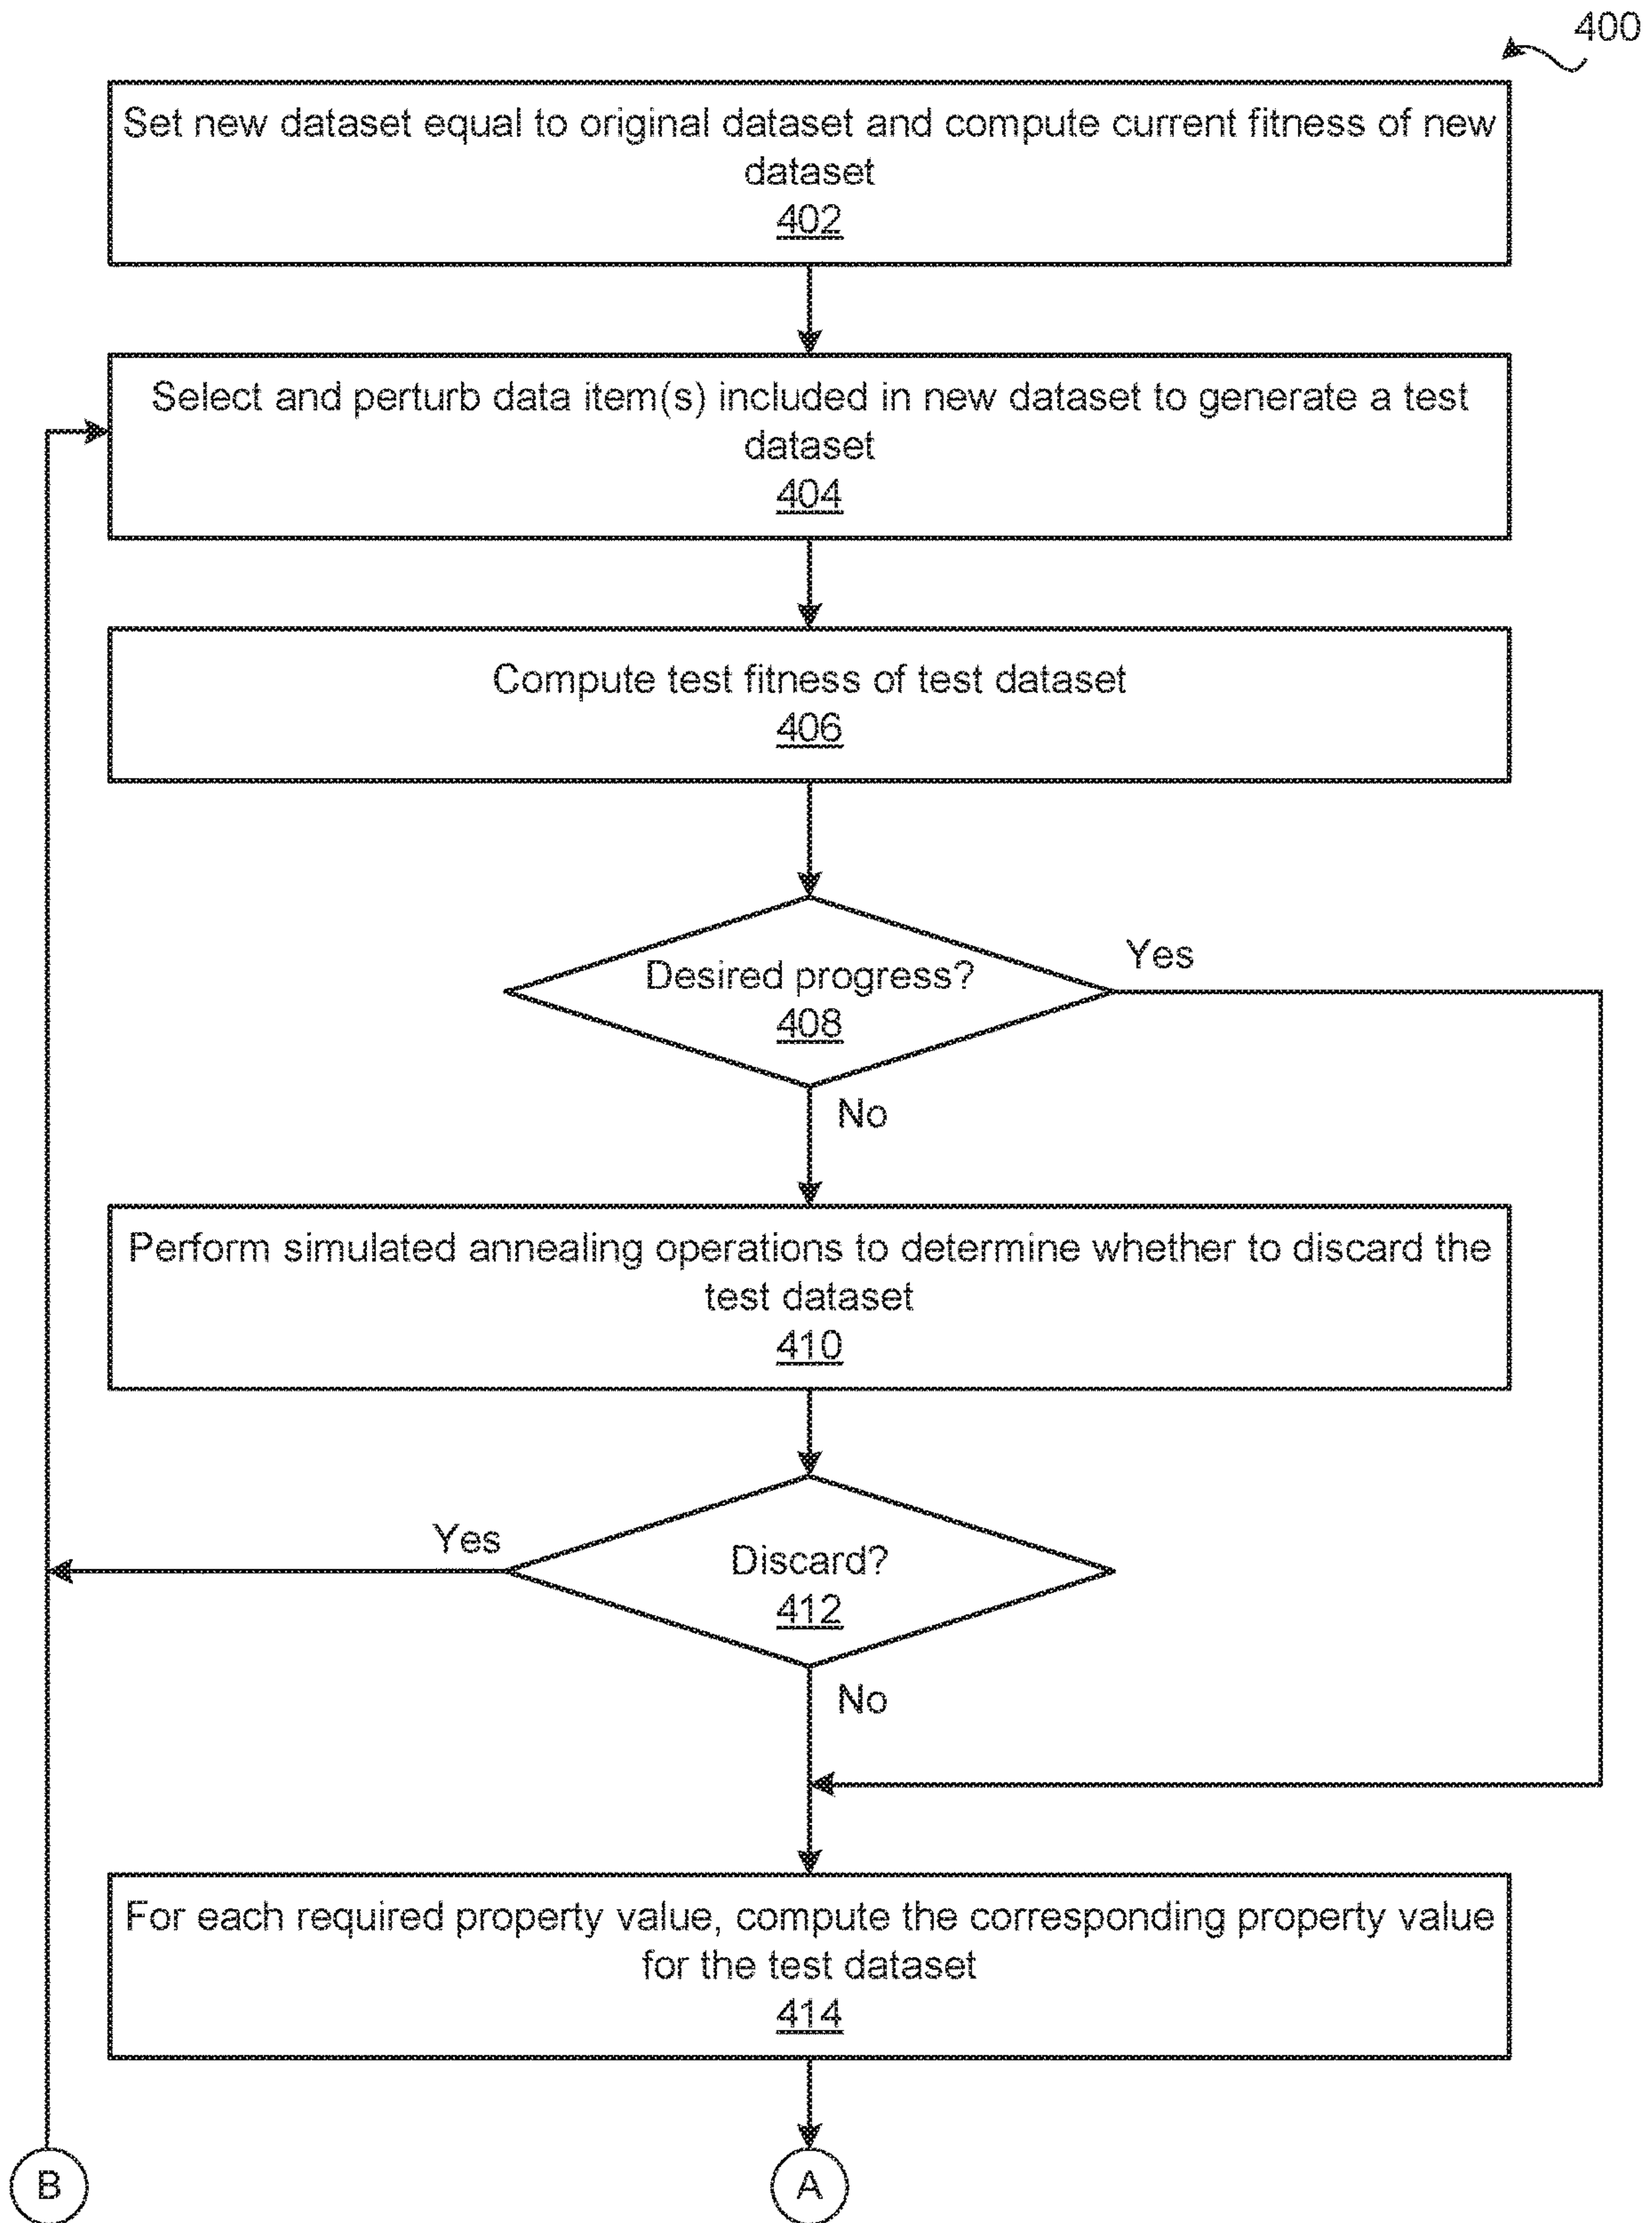 400
Set new dataset equal to original dataset and compute current fitness of new
dataset
402
Select and perturb data item(s) included in new dataset to generate a test
dataset
404
Compute test fitness of test dataset
406
Desired progress?
408
Yes
No
Perform simulated annealing operations to determine whether to discard the
test dataset
410
Yes
Discard?
412
No
For each required property value, compute the corresponding property value
for the test dataset
414
B
A